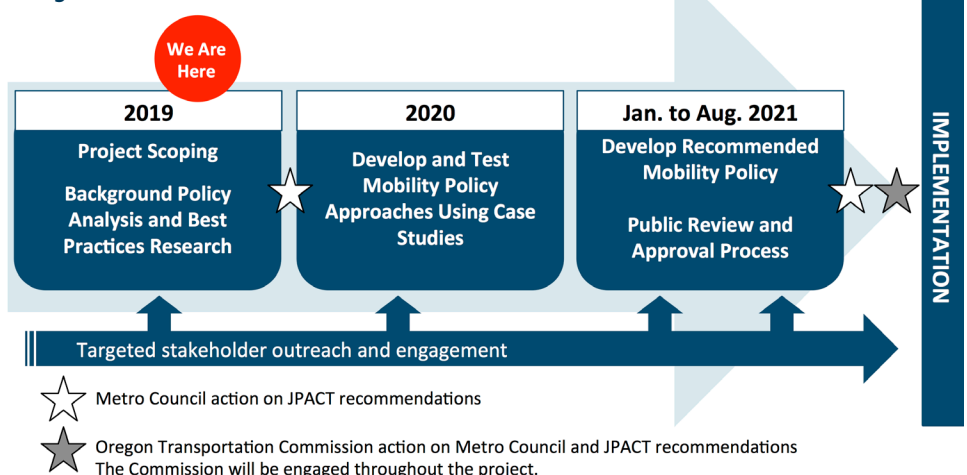 We Are
Here
2019
Project Scoping
Background Policy
Analysis and Best
Practices Research
2020
Develop and Test
Mobility Policy
Approaches Using Case
Studies
Jan. to Aug. 2021
Develop Recommended
Mobility Policy
Public Review and
Approval Process
IMPLEMENTATION
Targeted stakeholder outreach and engagement
Metro Council action on JPACT recommendations
Oregon Transportation Commission action on Metro Council and JPACT recommendations
The Commission will be engaged throughout the project.